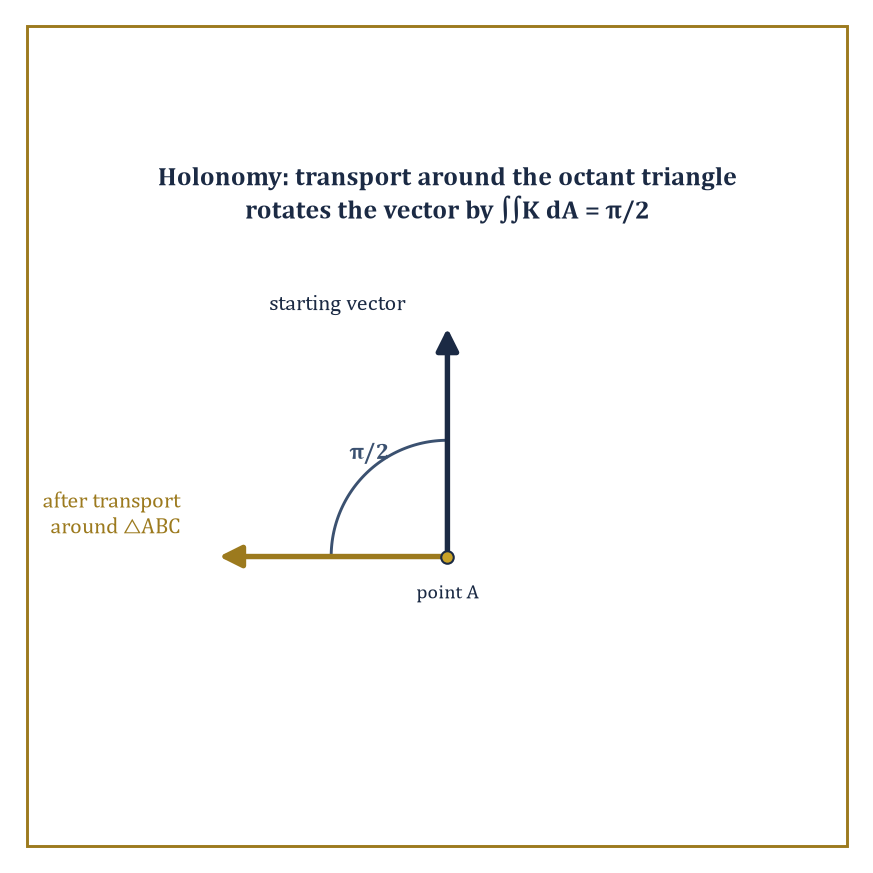 Holonomy: transport around the octant triangle
rotates the vector by ∫∫K dA = π/2
starting vector
π/2
after transport
around △ABC
point A